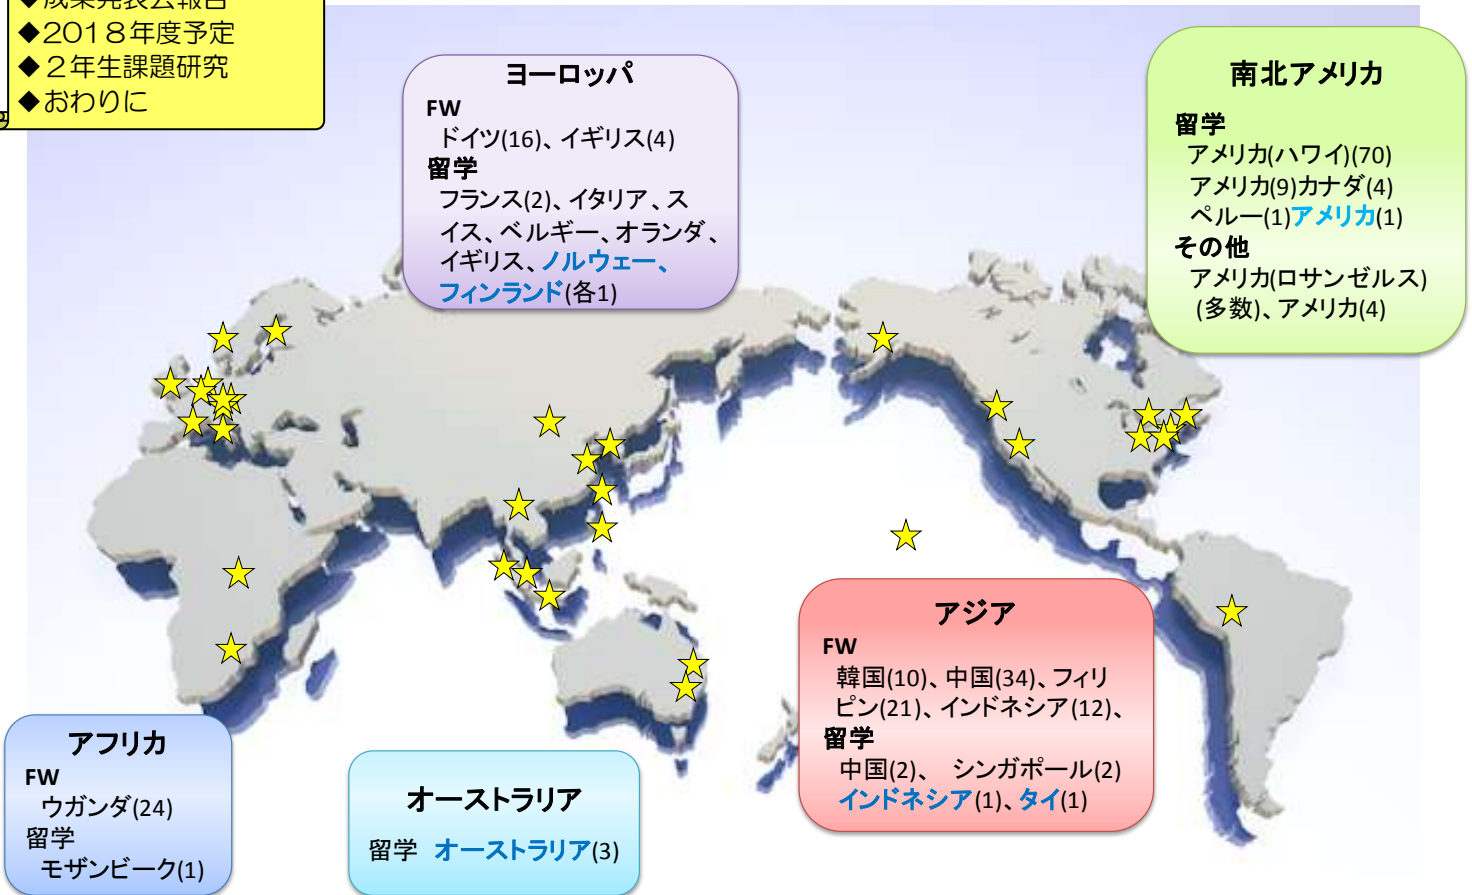 ◆成果発表会報告
◆2018年度予定
◆2年生課題研究
◆おわりに
ヨーロッパ
FW
ドイツ(16)、イギリス(4)
留学
フランス(2)、イタリア、ス
イス、ベルギー、オランダ、
イギリス、ノルウェー、
フィンランド(各1)
南北アメリカ
留学
アメリカ(ハワイ)(70)
アメリカ(9)カナダ(4)
ペルー(1)アメリカ(1)
その他
アメリカ(ロサンゼルス)
(多数)、アメリカ(4)
アジア
FW
韓国(10)、中国(34)、フィリ
ピン(21)、インドネシア(12)、
留学
中国(2)、 シンガポール(2)
インドネシア(1)、タイ(1)
アフリカ
FW
ウガンダ(24)
留学
モザンビーク(1)
オーストラリア
留学 オーストラリア(3)